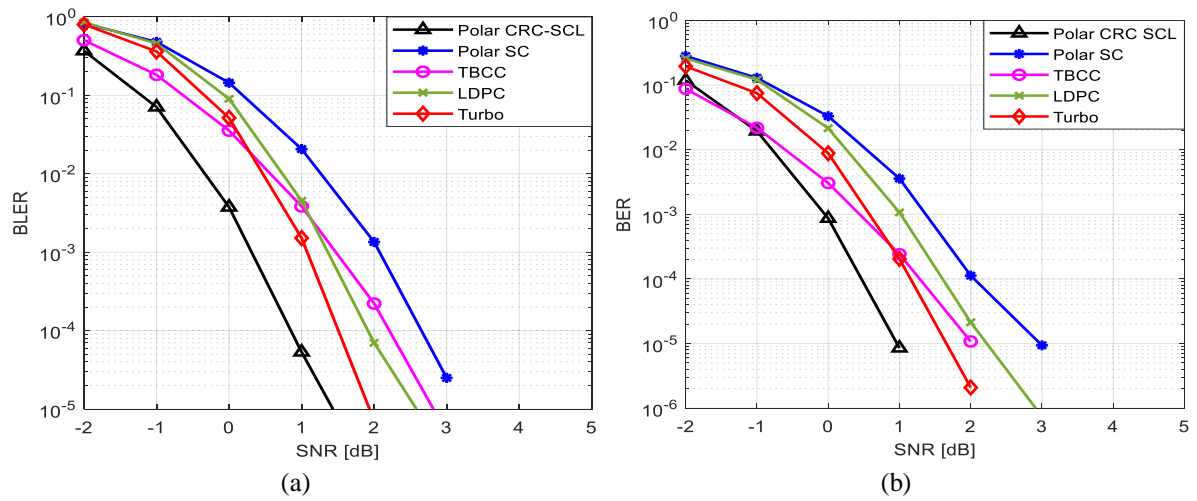 10^0
10^-1
10^-2
10^-3
10^-4
10^-5
BLER
-2 -1 0 1 2 3 4 5
SNR [dB]
Polar CRC-SCL
Polar SC
TBCC
LDPC
Turbo
(a)
10^0
10^-1
10^-2
10^-3
10^-4
10^-5
10^-6
BER
-2 -1 0 1 2 3 4 5
SNR [dB]
Polar CRC SCL
Polar SC
TBCC
LDPC
Turbo
(b)